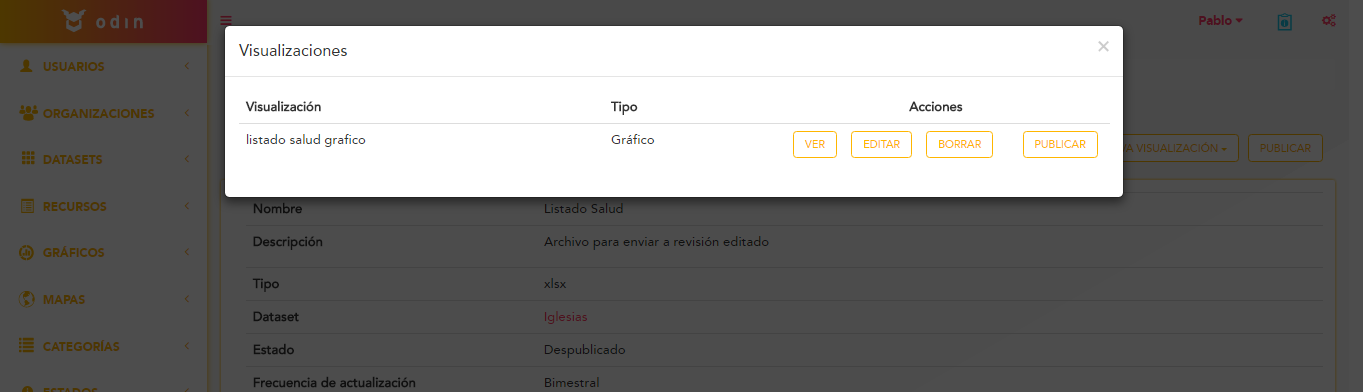 odin
Pablo
Visualizaciones
×
USUARIOS
ORGANIZACIONES
DATASETS
RECURSOS
GRÁFICOS
MAPAS
CATEGORÍAS
ESTADOS
Visualización Tipo Acciones
listado salud grafico Gráfico VER EDITAR BORRAR PUBLICAR
VISUALIZACIÓN PUBLICAR
Nombre Listado Salud
Descripción Archivo para enviar a revisión editado
Tipo xlsx
Dataset Iglesias
Estado Despublicado
Frecuencia de actualización Bimestral